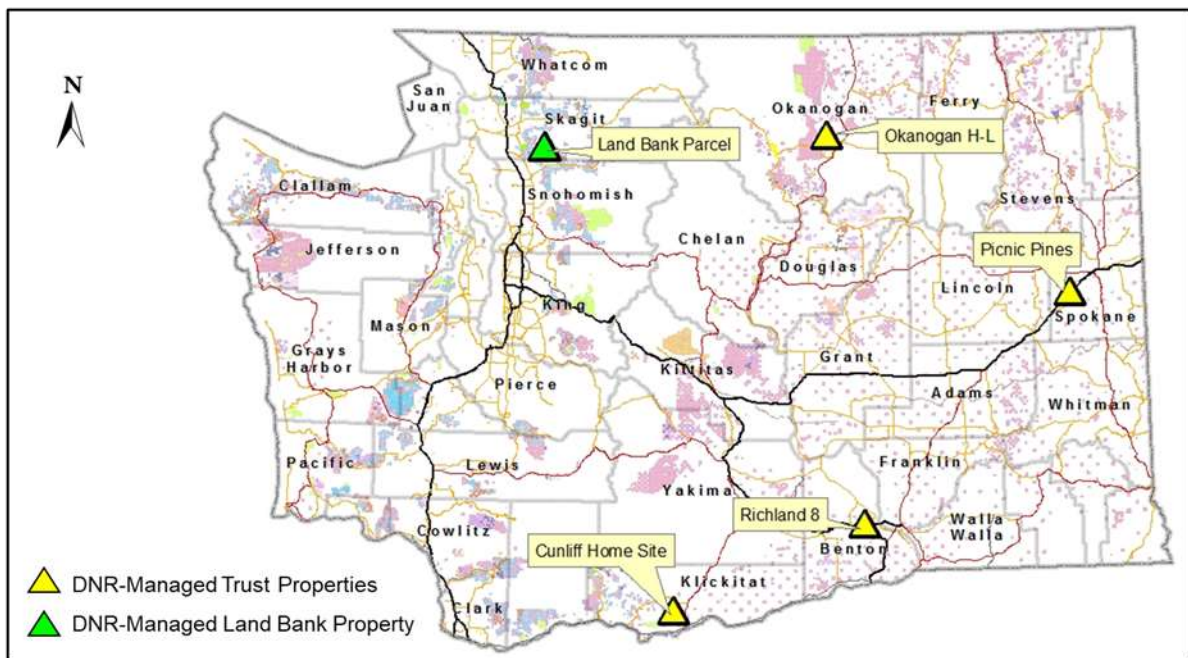 Whatcom
San
Juan
N
Okanogan
Ferry
Skagit
Okanogan H-L
Land Bank Parcel
Clallam
Snohomish
Stevens
Jefferson
Chelan
Picnic Pines
Douglas
Lincoln
King
Spokane
Mason
Grays
Harbor
Grant
Kittitas
Pierce
Adams
Whitman
Pacific
Lewis
Franklin
Yakima
Richland 8
Walla
Walla
Cowlitz
Cunliff Home Site
Benton
Klickitat
DNR-Managed Trust Properties
Clark
DNR-Managed Land Bank Property